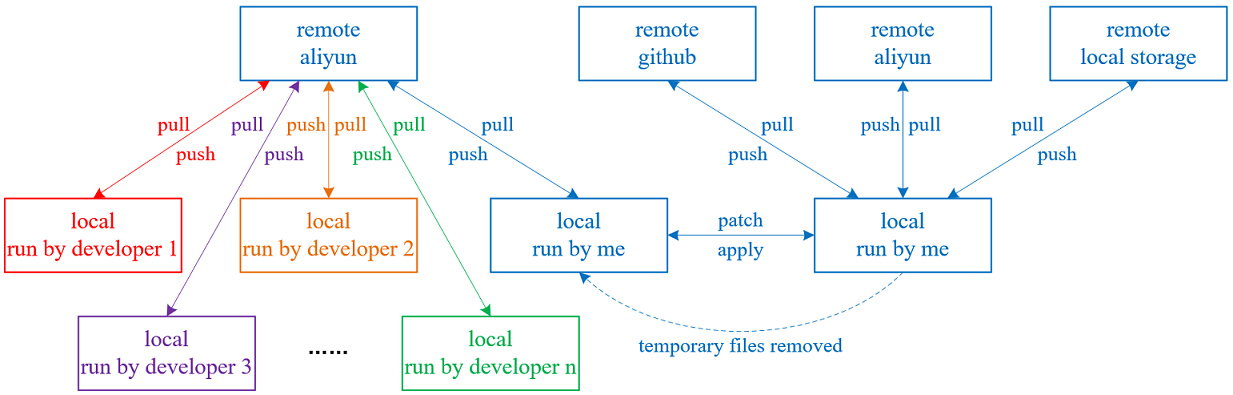 remote
aliyun
remote
github
remote
aliyun
remote
local storage
pull
push
pull
push
push
pull
pull
push
pull
push
pull
push
push
pull
pull
push
local
run by developer 1
local
run by developer 2
local
run by me
patch
apply
local
run by me
local
run by developer 3
......
local
run by developer n
temporary files removed